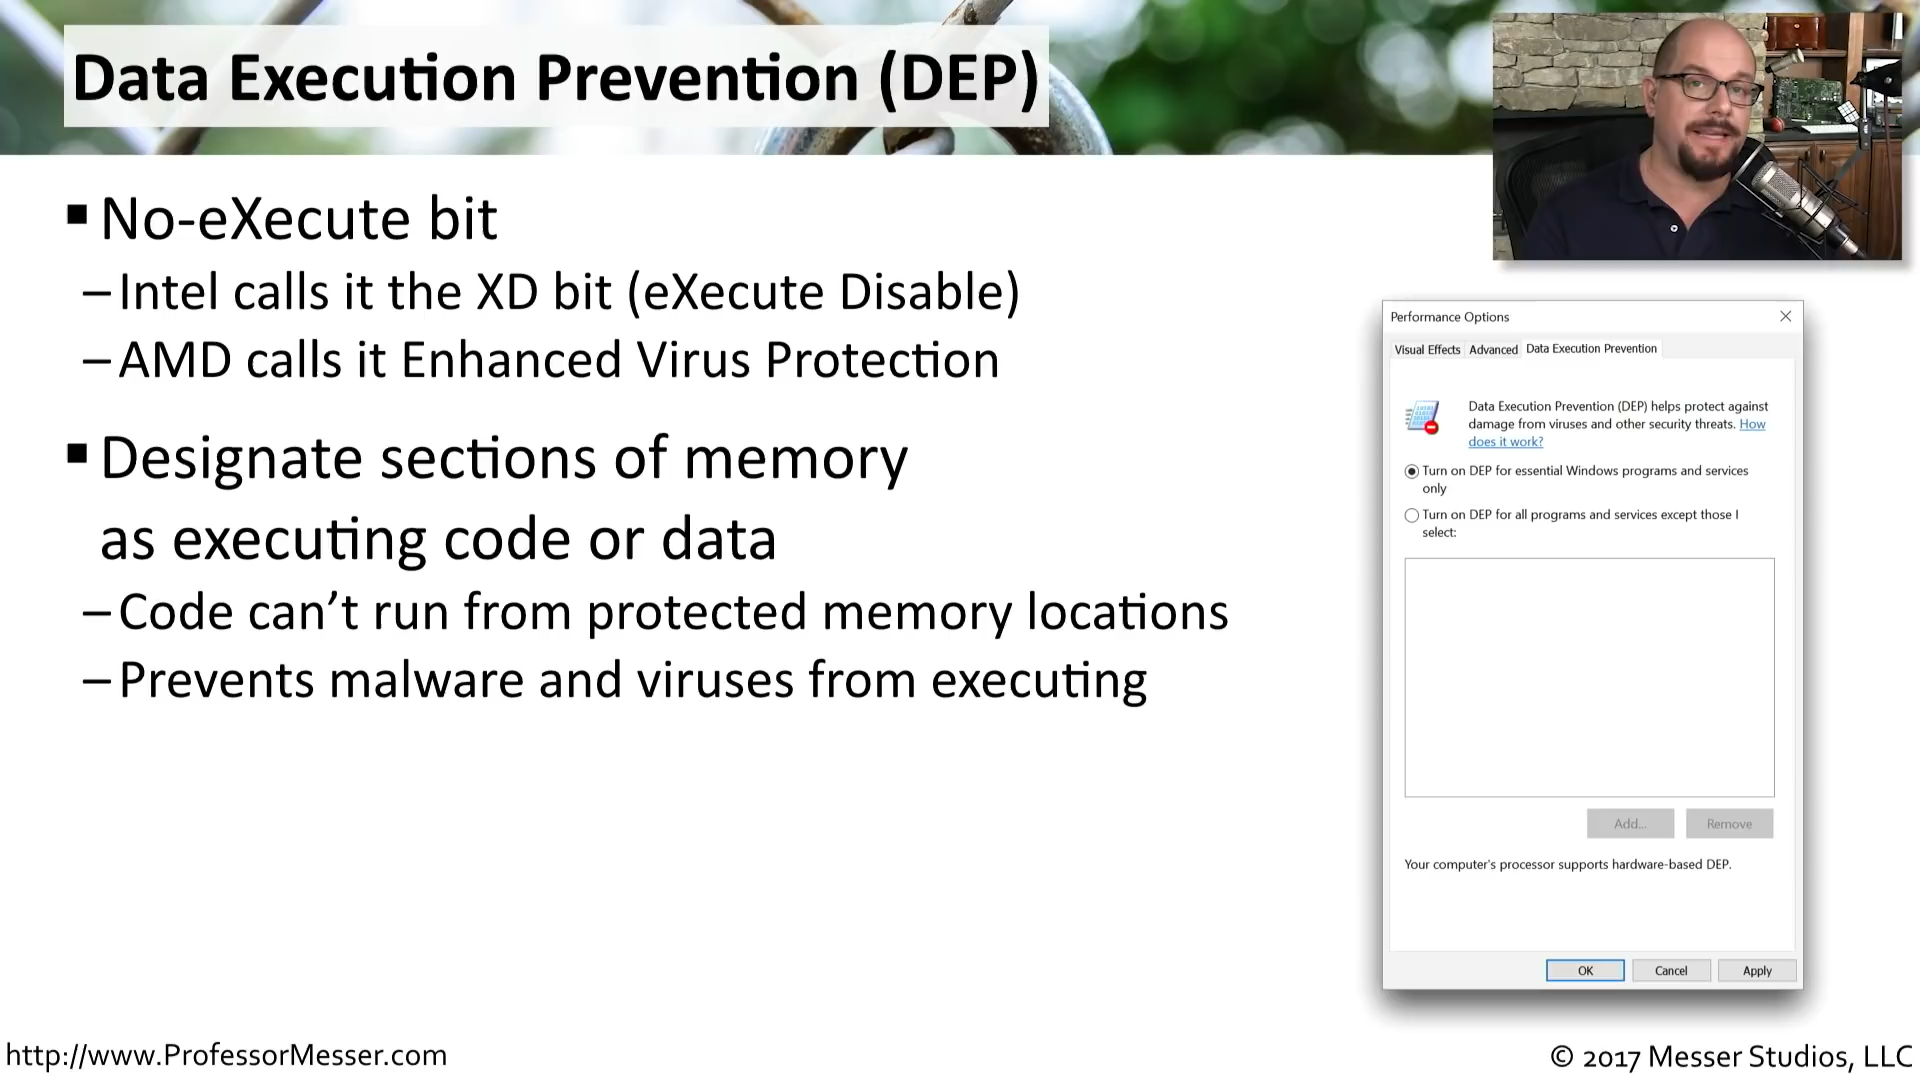 Data Execution Prevention (DEP)
▪ No-eXecute bit
– Intel calls it the XD bit (eXecute Disable)
– AMD calls it Enhanced Virus Protection
▪ Designate sections of memory
as executing code or data
– Code can’t run from protected memory locations
– Prevents malware and viruses from executing
Performance Options
Visual Effects Advanced Data Execution Prevention
Data Execution Prevention (DEP) helps protect against
damage from viruses and other security threats. How
does it work?
Turn on DEP for essential Windows programs and services
only
Turn on DEP for all programs and services except those I
select:
Add... Remove
Your computer's processor supports hardware-based DEP.
OK Cancel Apply
http://www.ProfessorMesser.com
© 2017 Messer Studios, LLC